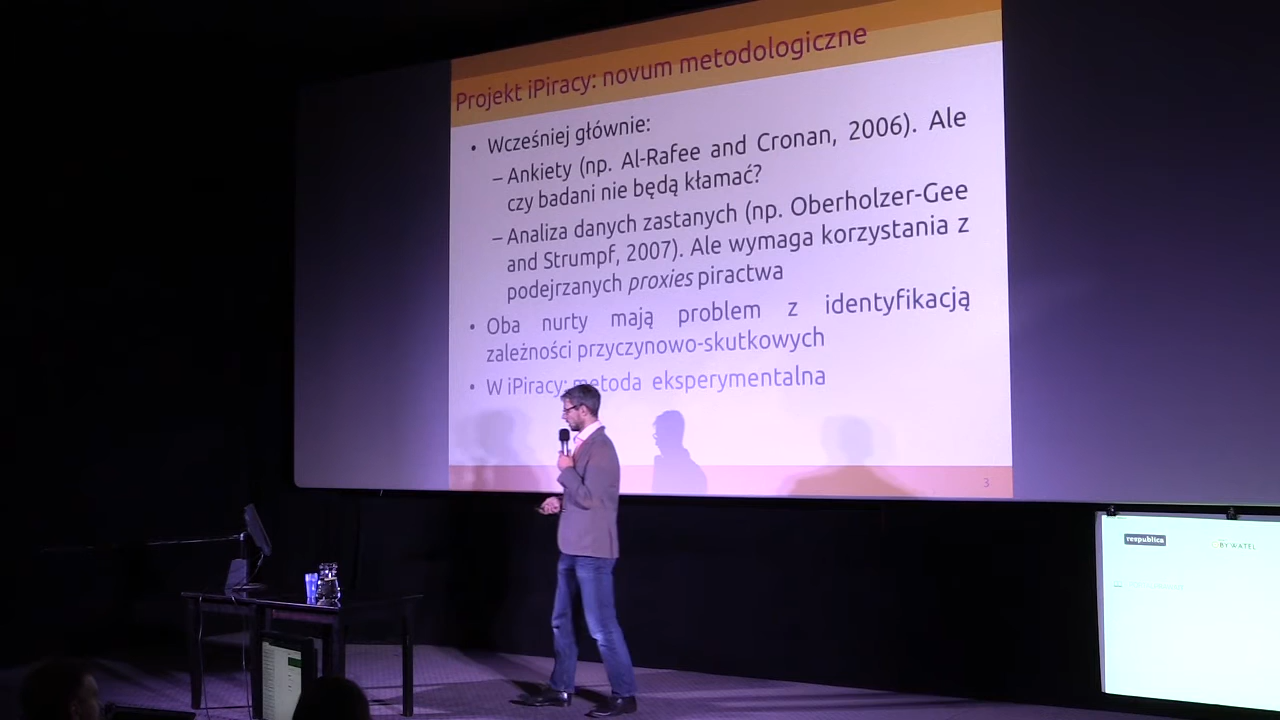 Projekt iPiracy: novum metodologiczne
• Wcześniej głównie:
– Ankiety (np. Al-Rafee and Cronan, 2006). Ale
czy badani nie będą kłamać?
– Analiza danych zastanych (np. Oberholzer-Gee
and Strumpf, 2007). Ale wymaga korzystania z
podejrzanych proxies piractwa
• Oba nurty mają problem z identyfikacją
zależności przyczynowo-skutkowych
• W iPiracy: metoda eksperymentalna
3
respublica
BYWATEL